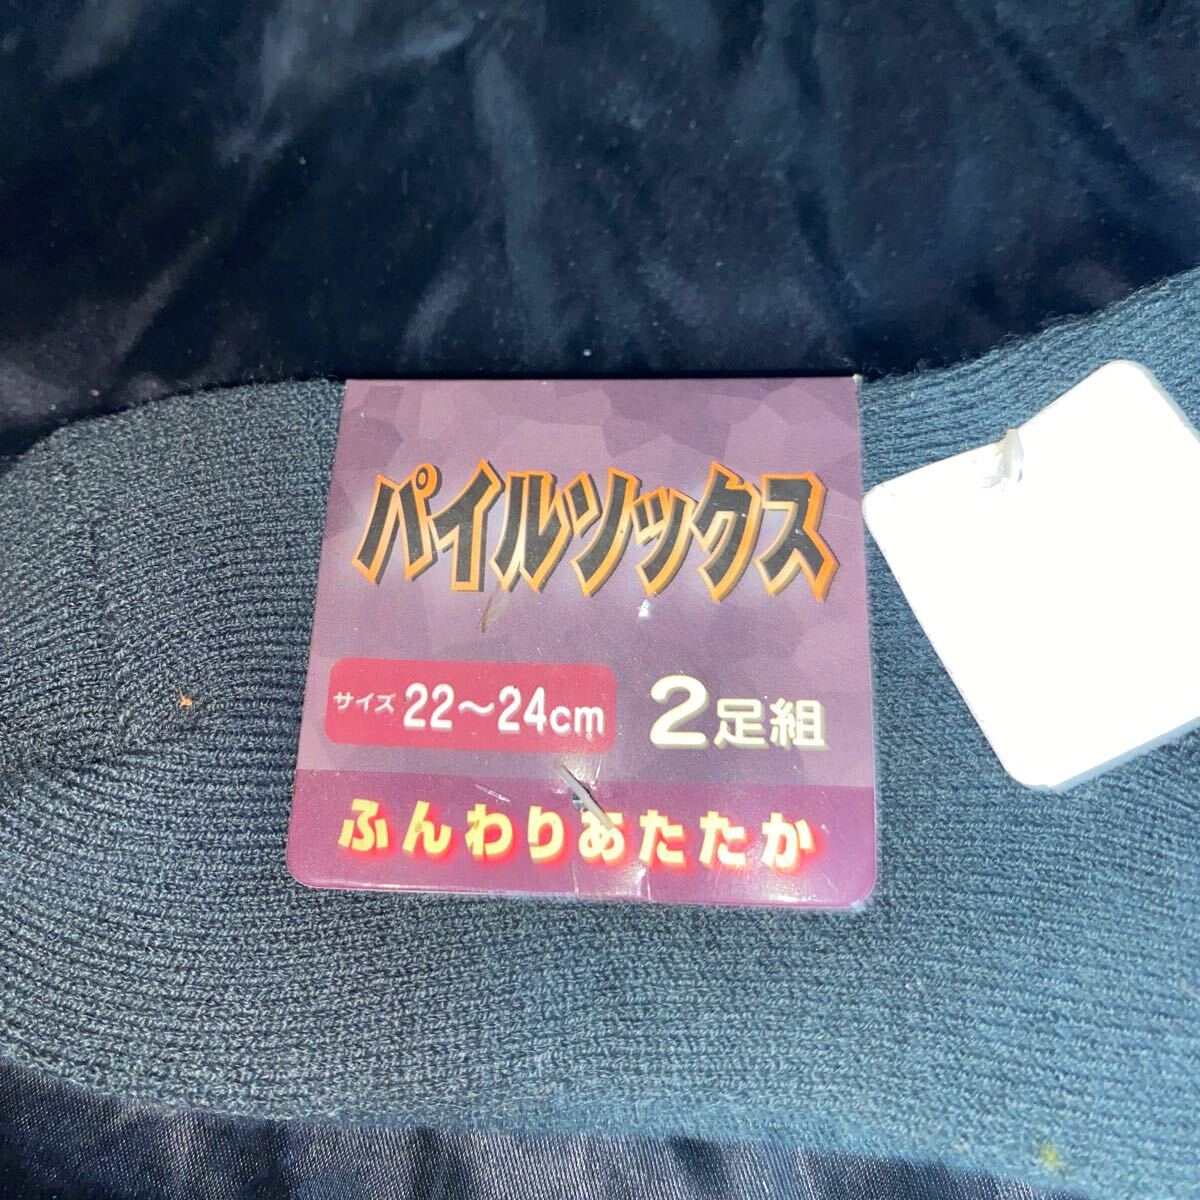 パイルソックス
サイズ 22〜24cm 2足組
ふんわりあたたか